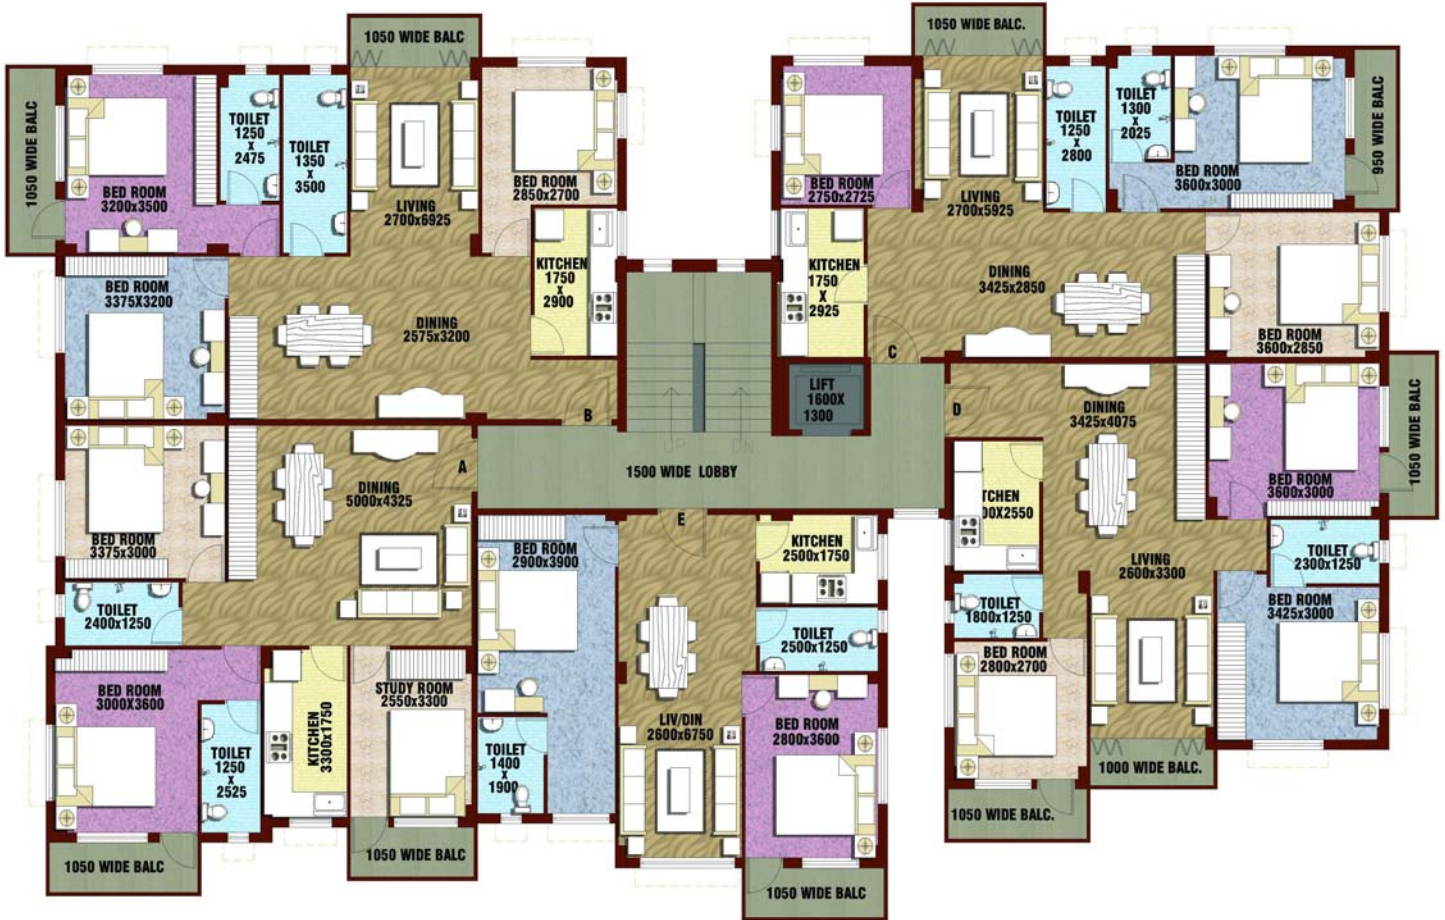 1050 WIDE BALC
1050 WIDE BALC
BED ROOM
3200x3500
TOILET
1250
X
2475
TOILET
1350
X
3500
LIVING
2700x6925
BED ROOM
2850x2700
KITCHEN
1750
X
2900
BED ROOM
3375X3200
DINING
2575x3200
B
1050 WIDE BALC.
BED ROOM
2750x2725
LIVING
2700x5925
TOILET
1250
X
2800
TOILET
1300
X
2025
BED ROOM
3600x3000
950 WIDE BALC
KITCHEN
1750
X
2925
DINING
3425x2850
BED ROOM
3600x2850
C
LIFT
1600X
1300
UP
DN
1500 WIDE LOBBY
A
DINING
5000x4325
BED ROOM
3375x3000
TOILET
2400x1250
BED ROOM
3000X3600
TOILET
1250
X
2525
KITCHEN
3300x1750
STUDY ROOM
2550x3300
1050 WIDE BALC
1050 WIDE BALC
E
BED ROOM
2900x3900
KITCHEN
2500x1750
TOILET
2500x1250
LIV/DIN
2600x6750
TOILET
1400
X
1900
BED ROOM
2800x3600
1050 WIDE BALC
D
DINING
3425x4075
BED ROOM
3600x3000
1050 WIDE BALC
TCHEN
00X2550
LIVING
2600x3300
TOILET
2300x1250
TOILET
1800x1250
BED ROOM
3425x3000
BED ROOM
2800x2700
1000 WIDE BALC.
1050 WIDE BALC.